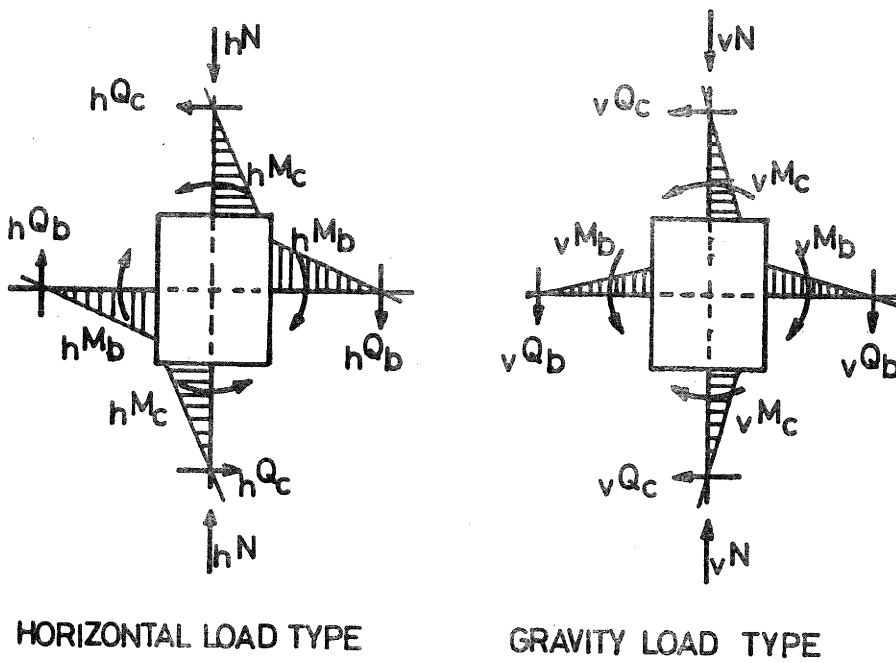 hN
hQc
hMc
hQb
hMb
hMb
hQb
hMc
hQc
hN
HORIZONTAL LOAD TYPE
vN
vQc
vMc
vMb
vMb
vQb
vQb
vMc
vQc
vN
GRAVITY LOAD TYPE